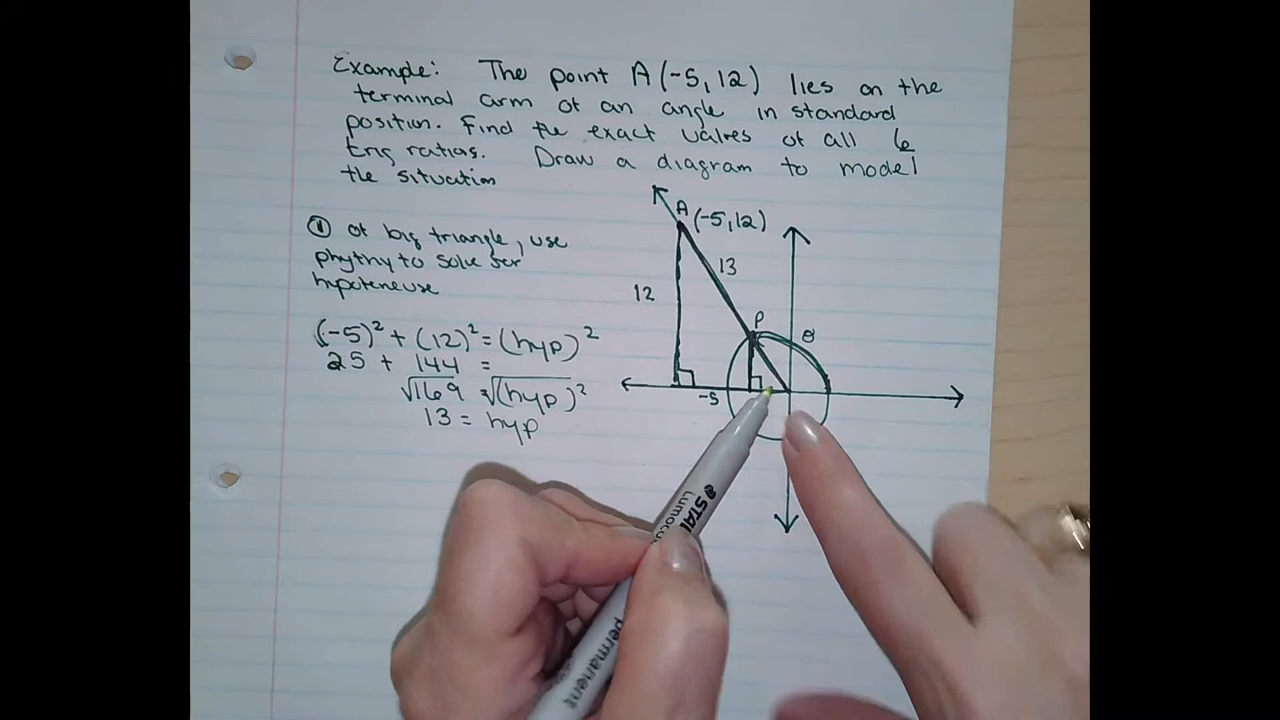 Example: The point A(-5,12) lies on the
terminal arm of an angle in standard
position. Find the exact values of all 6
trig ratios. Draw a diagram to model
the situation
① of big triangle, use
phythy to solve for
hypoteneuse
(-5)² + (12)² = (hyp)²
25 + 144 =
√169 = √(hyp)²
13 = hyp
A (-5,12)
13
12
P
θ
-5
STA
Lumoco
permanent